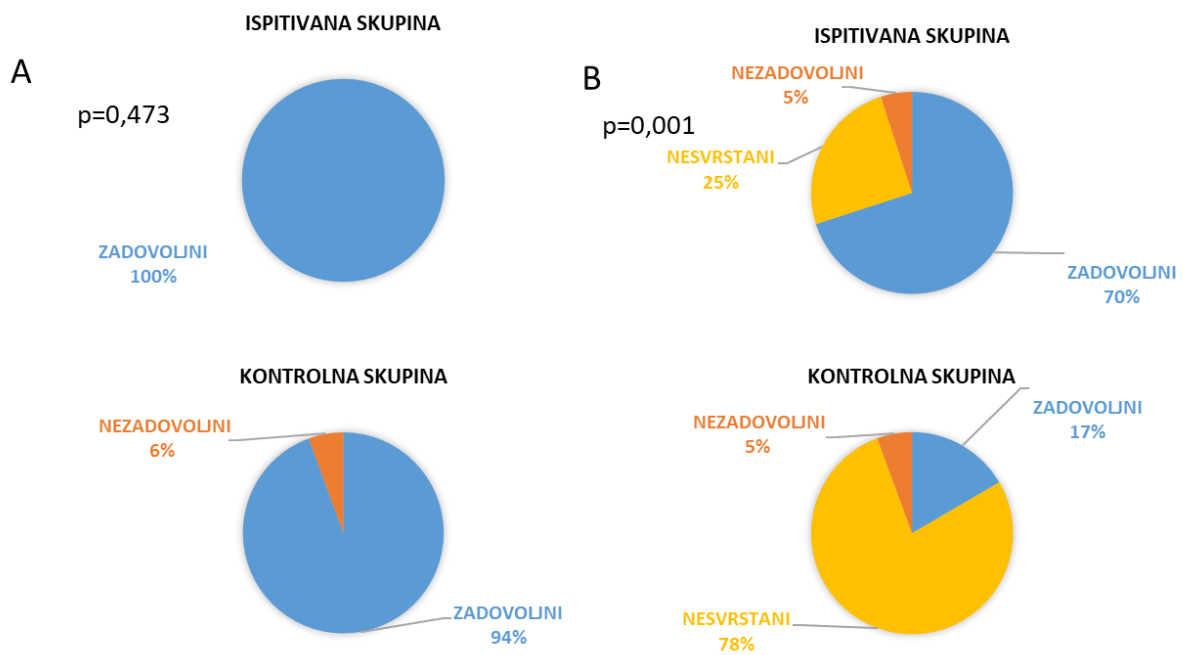 A
ISPITIVANA SKUPINA
p=0,473
ZADOVOLJNI
100%
KONTROLNA SKUPINA
NEZADOVOLJNI
6%
ZADOVOLJNI
94%
B
ISPITIVANA SKUPINA
NEZADOVOLJNI
5%
p=0,001
NESVRSTANI
25%
ZADOVOLJNI
70%
KONTROLNA SKUPINA
ZADOVOLJNI
17%
NEZADOVOLJNI
5%
NESVRSTANI
78%